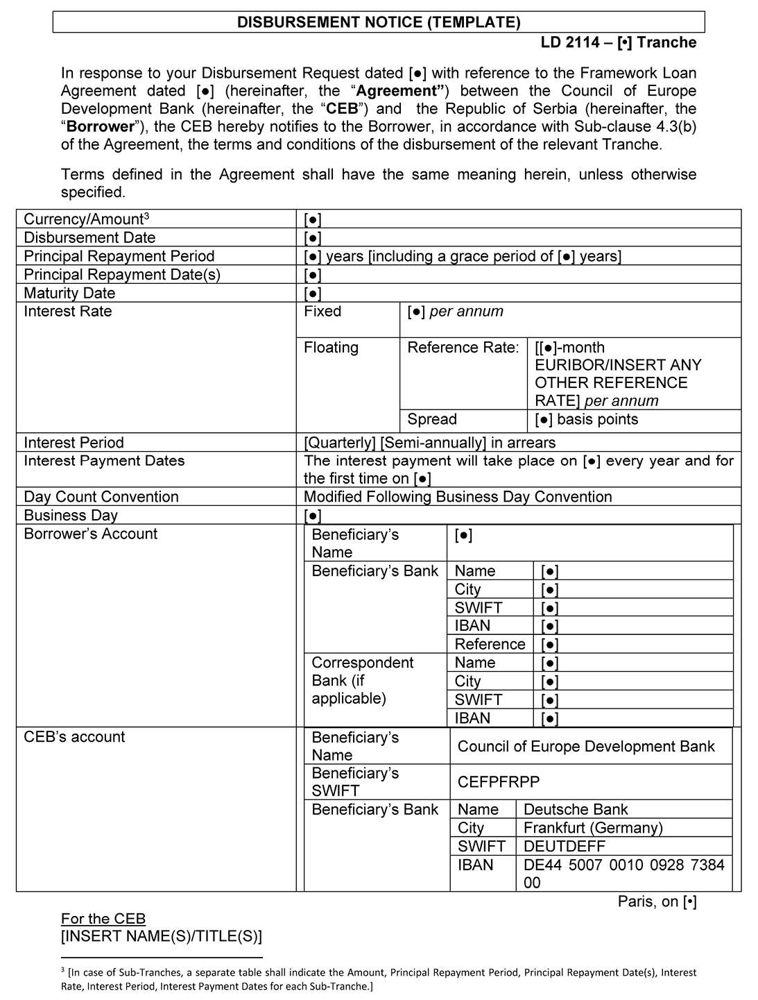 DISBURSEMENT NOTICE (TEMPLATE)
LD 2114 – [•] Tranche
In response to your Disbursement Request dated [●] with reference to the Framework Loan
Agreement dated [●] (hereinafter, the “Agreement”) between the Council of Europe
Development Bank (hereinafter, the “CEB”) and the Republic of Serbia (hereinafter, the
“Borrower”), the CEB hereby notifies to the Borrower, in accordance with Sub-clause 4.3(b)
of the Agreement, the terms and conditions of the disbursement of the relevant Tranche.
Terms defined in the Agreement shall have the same meaning herein, unless otherwise
specified.
Currency/Amount³ [●]
Disbursement Date [●]
Principal Repayment Period [●] years [including a grace period of [●] years]
Principal Repayment Date(s) [●]
Maturity Date [●]
Interest Rate Fixed [●] per annum
Floating Reference Rate: [[●]-month
EURIBOR/INSERT ANY
OTHER REFERENCE
RATE] per annum
Spread [●] basis points
Interest Period [Quarterly] [Semi-annually] in arrears
Interest Payment Dates The interest payment will take place on [●] every year and for
the first time on [●]
Day Count Convention Modified Following Business Day Convention
Business Day [●]
Borrower’s Account Beneficiary’s [●]
Name
Beneficiary’s Bank Name [●]
City [●]
SWIFT [●]
IBAN [●]
Reference [●]
Correspondent Name [●]
Bank (if City [●]
applicable) SWIFT [●]
IBAN [●]
CEB’s account Beneficiary’s
Name Council of Europe Development Bank
Beneficiary’s
SWIFT CEFPFRPP
Beneficiary’s Bank Name Deutsche Bank
City Frankfurt (Germany)
SWIFT DEUTDEFF
IBAN DE44 5007 0010 0928 7384
00
Paris, on [•]
For the CEB
[INSERT NAME(S)/TITLE(S)]
³ [In case of Sub-Tranches, a separate table shall indicate the Amount, Principal Repayment Period, Principal Repayment Date(s), Interest
Rate, Interest Period, Interest Payment Dates for each Sub-Tranche.]